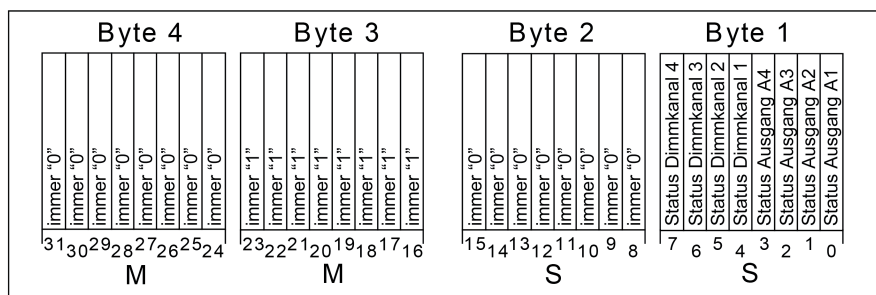 Byte 4 Byte 3 Byte 2 Byte 1
immer "0" immer "0" immer "0" immer "0" immer "0" immer "0" immer "0" immer "0" immer "1" immer "1" immer "1" immer "1" immer "1" immer "1" immer "1" immer "1" immer "0" immer "0" immer "0" immer "0" immer "0" immer "0" immer "0" immer "0" Status Dimmkanal 4 Status Dimmkanal 3 Status Dimmkanal 2 Status Dimmkanal 1 Status Ausgang A4 Status Ausgang A3 Status Ausgang A2 Status Ausgang A1
31 30 29 28 27 26 25 24 23 22 21 20 19 18 17 16 15 14 13 12 11 10 9 8 7 6 5 4 3 2 1 0
M M S S